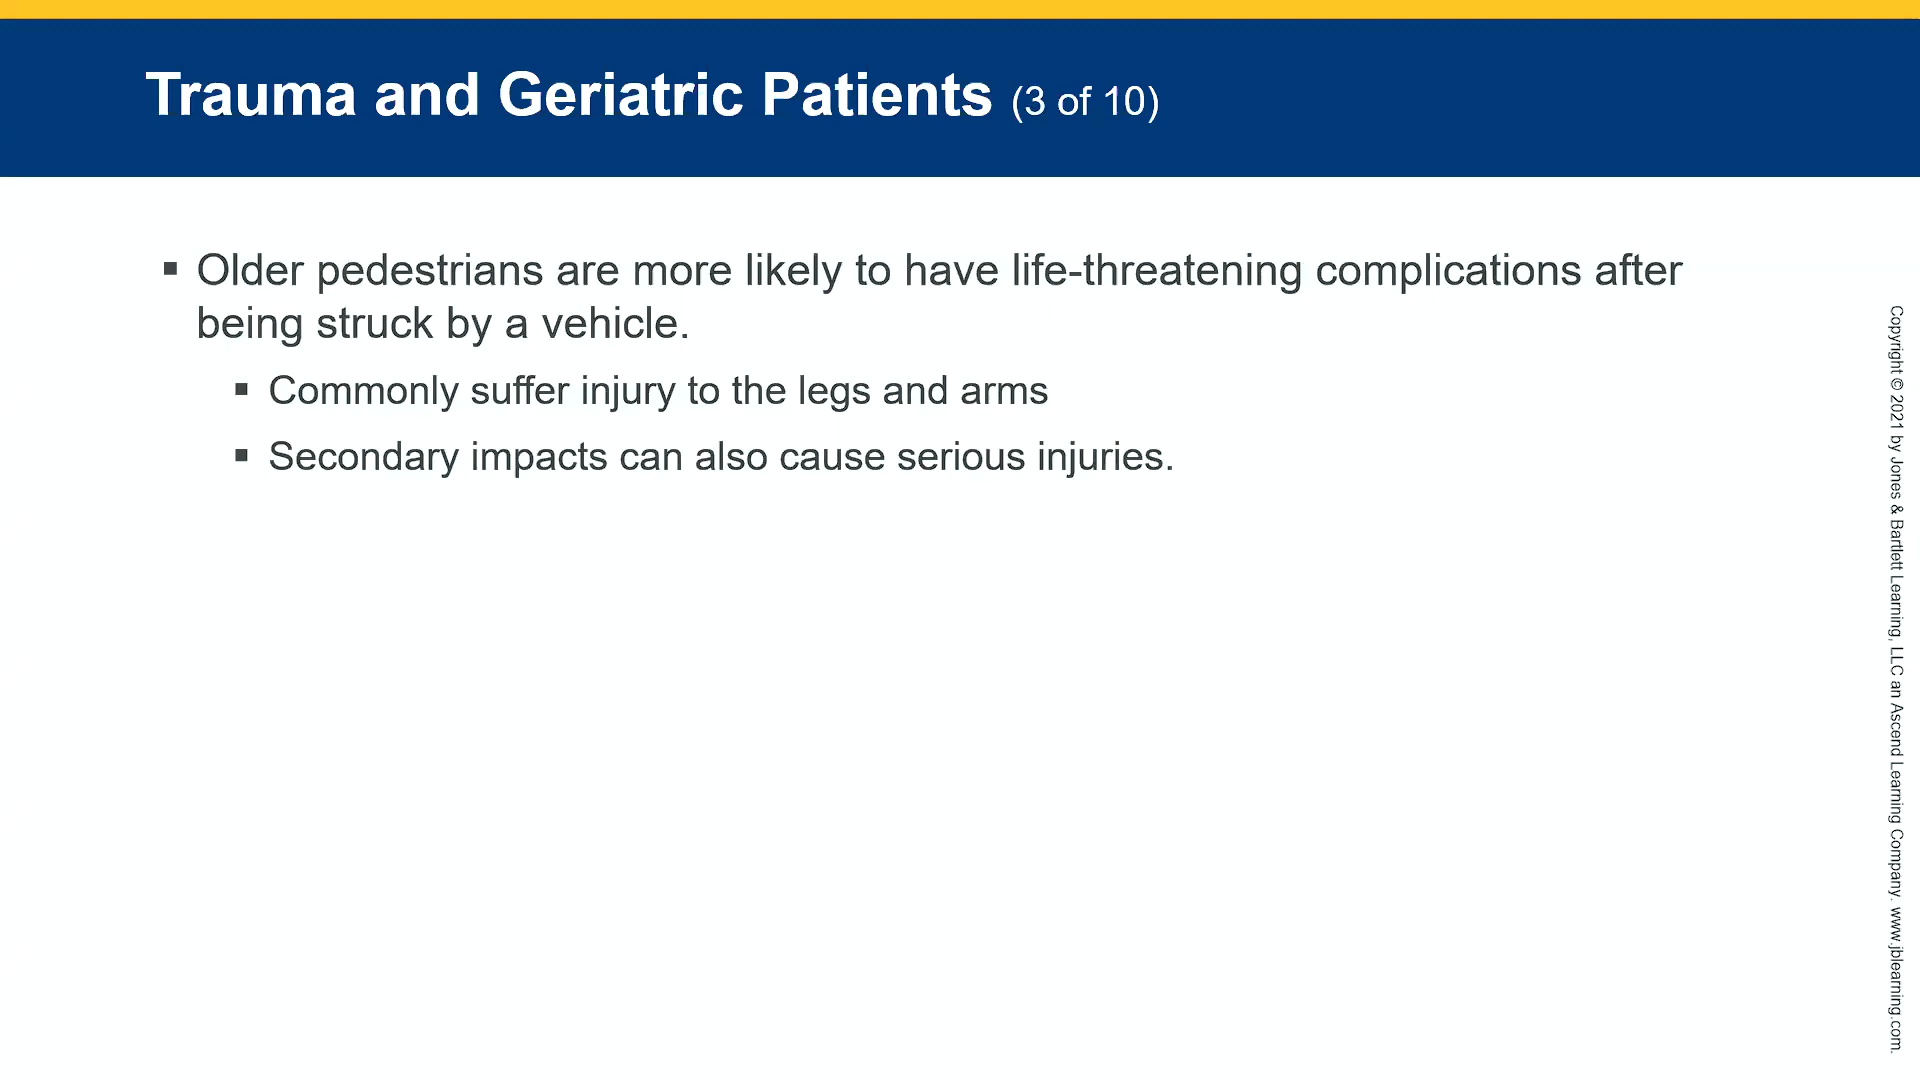 Trauma and Geriatric Patients (3 of 10)
▪ Older pedestrians are more likely to have life-threatening complications after
being struck by a vehicle.
▪ Commonly suffer injury to the legs and arms
▪ Secondary impacts can also cause serious injuries.
Copyright © 2021 by Jones & Bartlett Learning, LLC an Ascend Learning Company. www.jblearning.com.